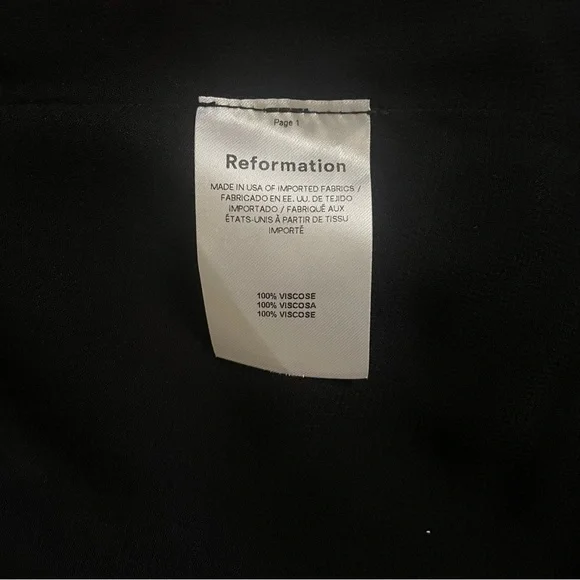 Page 1
Reformation
MADE IN USA OF IMPORTED FABRICS /
FABRICADO EN EE. UU. DE TEJIDO
IMPORTADO / FABRIQUÉ AUX
ÉTATS-UNIS À PARTIR DE TISSU
IMPORTÉ
100% VISCOSE
100% VISCOSA
100% VISCOSE